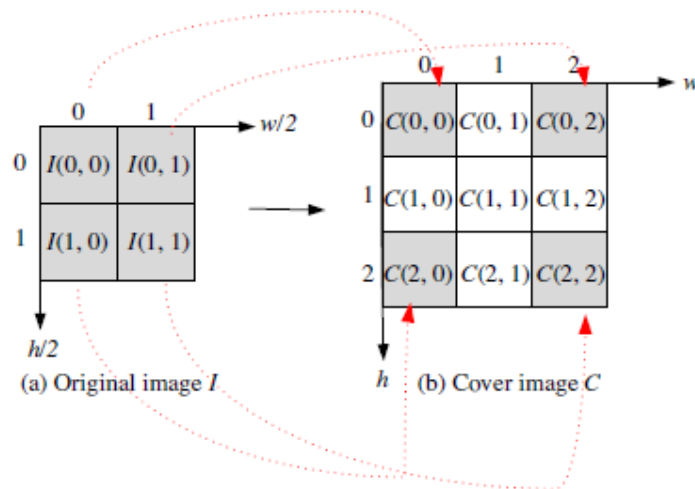 0 1 w/2
0 I(0, 0) I(0, 1)
1 I(1, 0) I(1, 1)
h/2
(a) Original image I
0 1 2 w
0 C(0, 0) C(0, 1) C(0, 2)
1 C(1, 0) C(1, 1) C(1, 2)
2 C(2, 0) C(2, 1) C(2, 2)
h
(b) Cover image C